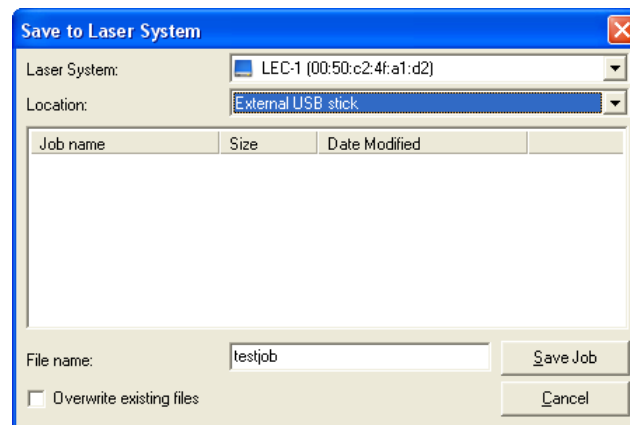 Save to Laser System
Laser System: LEC-1 (00:50:c2:4f:a1:d2)
Location: External USB stick
Job name Size Date Modified
File name: testjob Save Job
Overwrite existing files Cancel